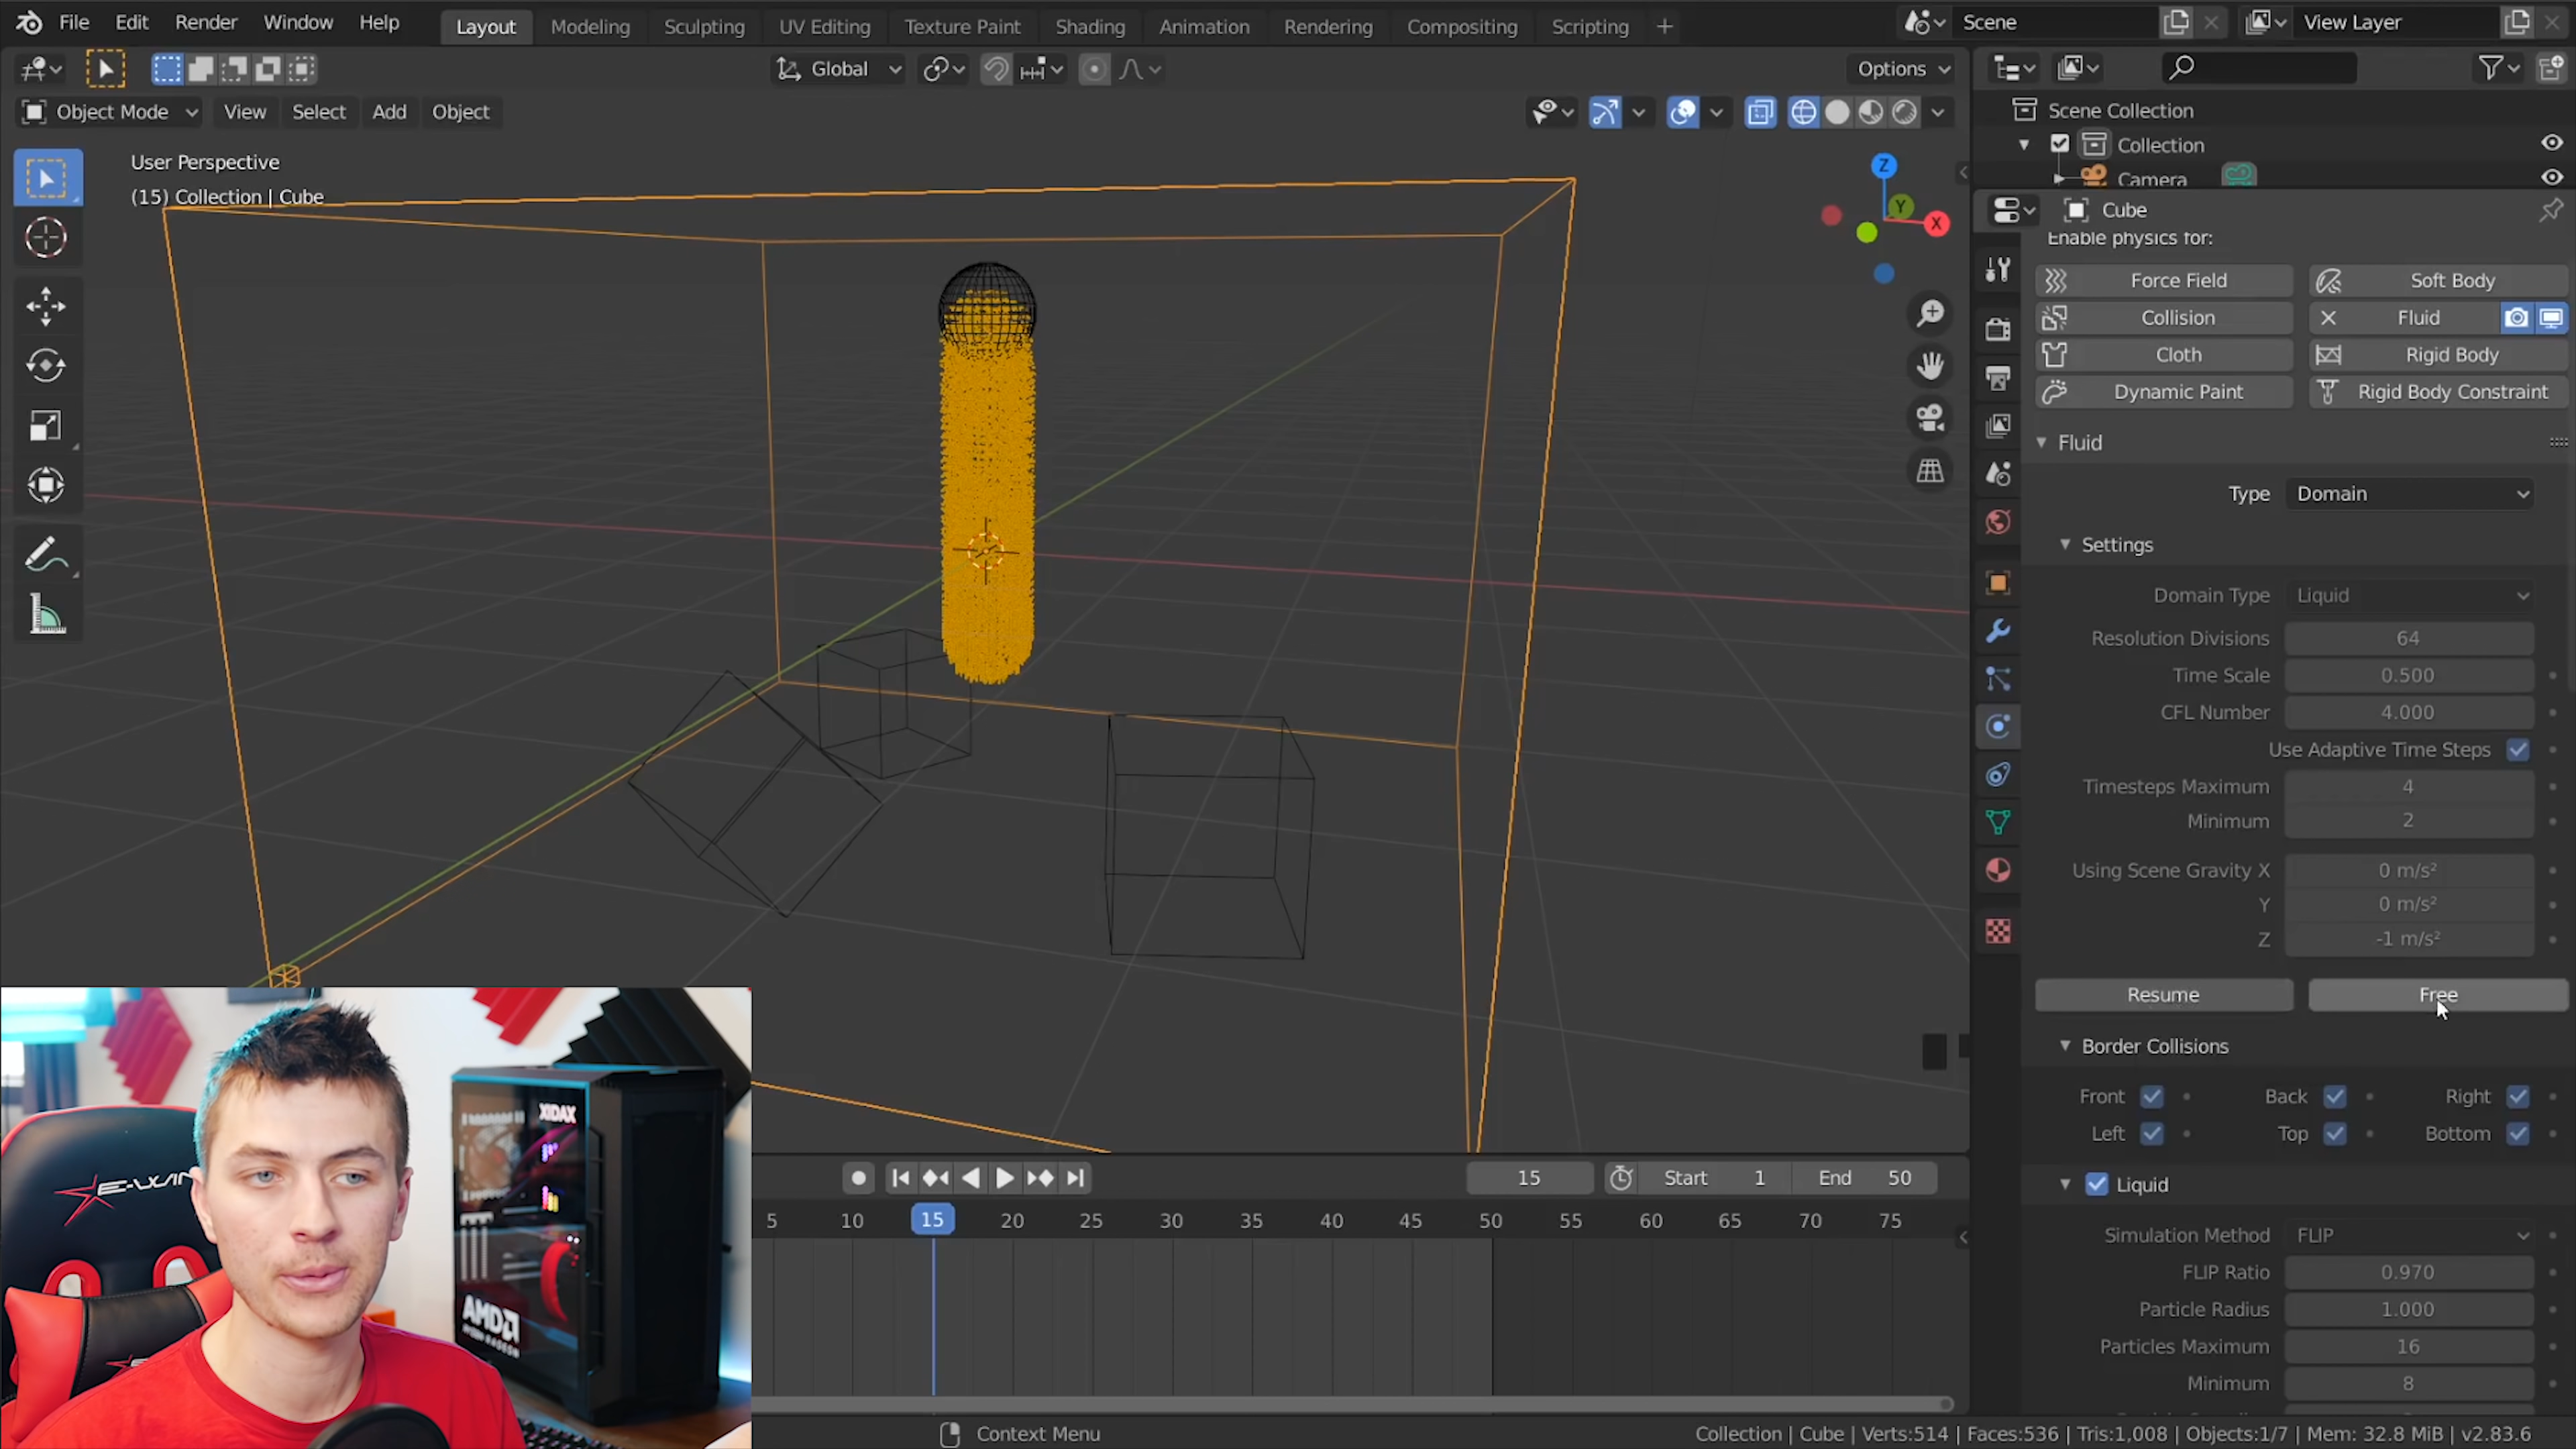 File Edit Render Window Help Layout Modeling Sculpting UV Editing Texture Paint Shading Animation Rendering Compositing Scripting + Scene View Layer
Global Options
Object Mode View Select Add Object
User Perspective
(15) Collection | Cube
Z
Y
X
Scene Collection
Collection
Camera
Cube
Enable physics for:
Force Field Soft Body
Collision Fluid
Cloth Rigid Body
Dynamic Paint Rigid Body Constraint
Fluid
Type Domain
Settings
Domain Type Liquid
Resolution Divisions 64
Time Scale 0.500
CFL Number 4.000
Use Adaptive Time Steps
Timesteps Maximum 4
Minimum 2
Using Scene Gravity X 0 m/s²
Y 0 m/s²
Z -1 m/s²
Resume Free
Border Collisions
Front Back Right
Left Top Bottom
Liquid
Simulation Method FLIP
FLIP Ratio 0.970
Particle Radius 1.000
Particles Maximum 16
Minimum 8
15 Start 1 End 50
5 10 15 20 25 30 35 40 45 50 55 60 65 70 75
XIDAX
E-WIN
AMD
RADEON
Context Menu
Collection | Cube | Verts:514 | Faces:536 | Tris:1,008 | Objects:1/7 | Mem: 32.8 MiB | v2.83.6